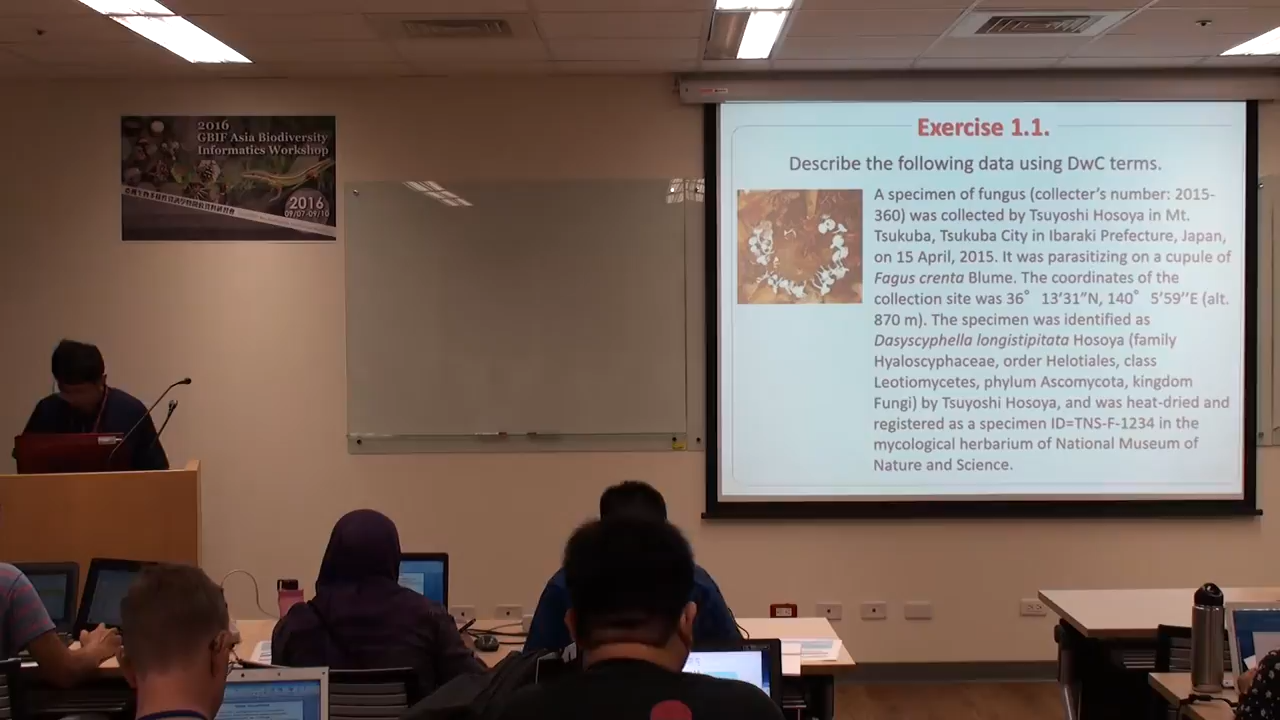 2016
GBIF Asia Biodiversity
Informatics Workshop
2016
09/07-09/10
Exercise 1.1.
Describe the following data using DwC terms.
A specimen of fungus (collecter's number: 2015-
360) was collected by Tsuyoshi Hosoya in Mt.
Tsukuba, Tsukuba City in Ibaraki Prefecture, Japan,
on 15 April, 2015. It was parasitizing on a cupule of
Fagus crenta Blume. The coordinates of the
collection site was 36° 13'31"N, 140° 5'59''E (alt.
870 m). The specimen was identified as
Dasyscyphella longistipitata Hosoya (family
Hyaloscyphaceae, order Helotiales, class
Leotiomycetes, phylum Ascomycota, kingdom
Fungi) by Tsuyoshi Hosoya, and was heat-dried and
registered as a specimen ID=TNS-F-1234 in the
mycological herbarium of National Museum of
Nature and Science.